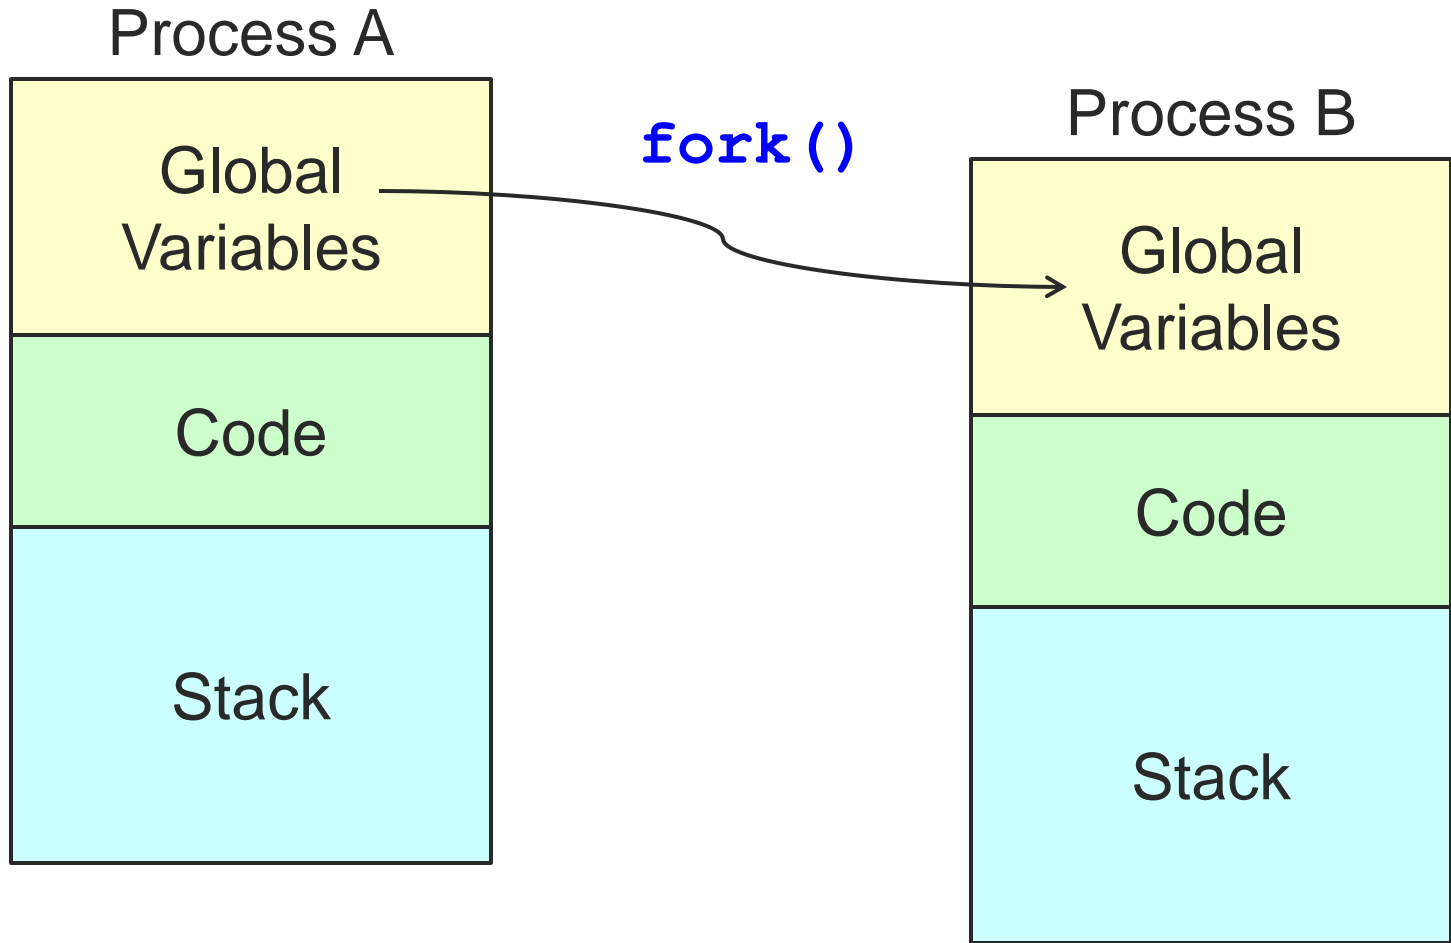 Process A
Global
Variables
Code
Stack
fork()
Process B
Global
Variables
Code
Stack